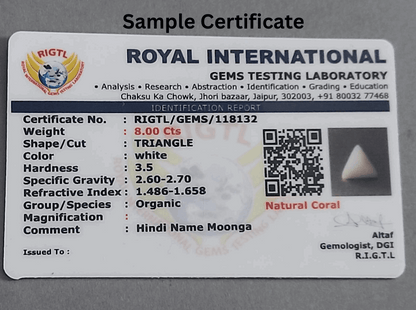 Sample Certificate
RIGTL
ROYAL INTERNATIONAL
GEMS TESTING LABORATORY
• Analysis • Research • Abstraction • Identification • Grading • Education
Chaksu Ka Chowk, Jhori bazaar, Jaipur, 302003, +91 80032 77468
IDENTIFICATION REPORT
Certificate No. : RIGTL/GEMS/118132
Weight : 8.00 Cts
Shape/Cut : TRIANGLE
Color : white
Hardness : 3.5
Specific Gravity : 2.60-2.70
Refractive Index : 1.486-1.658
Group/Species : Organic
Magnification :
Comment : Hindi Name Moonga
Natural Coral
Issued To :
Altaf
Gemologist, DGI
R.I.G.T.L